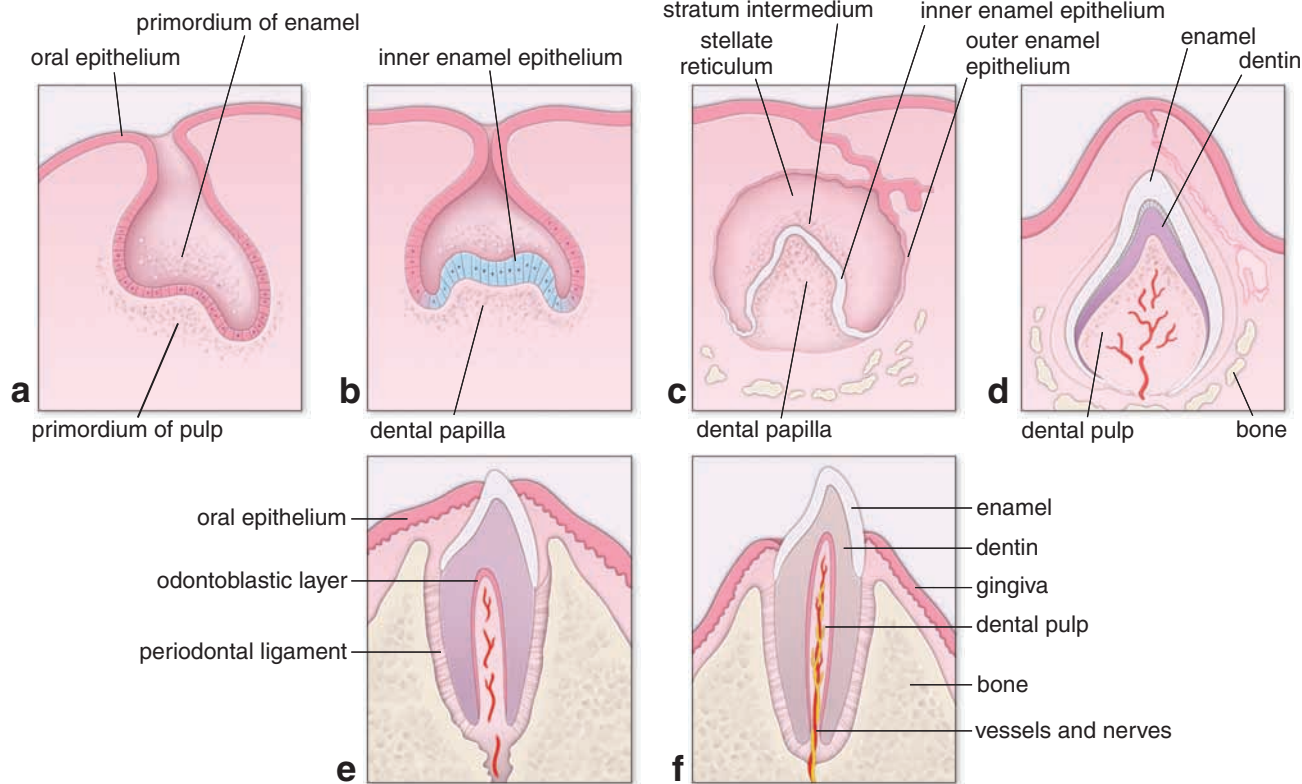 primordium of enamel
oral epithelium
inner enamel epithelium
stratum intermedium
inner enamel epithelium
stellate
reticulum
outer enamel
epithelium
enamel
dentin
a
b
c
d
primordium of pulp
dental papilla
dental papilla
dental pulp
bone
oral epithelium
odontoblastic layer
periodontal ligament
e
f
enamel
dentin
gingiva
dental pulp
bone
vessels and nerves